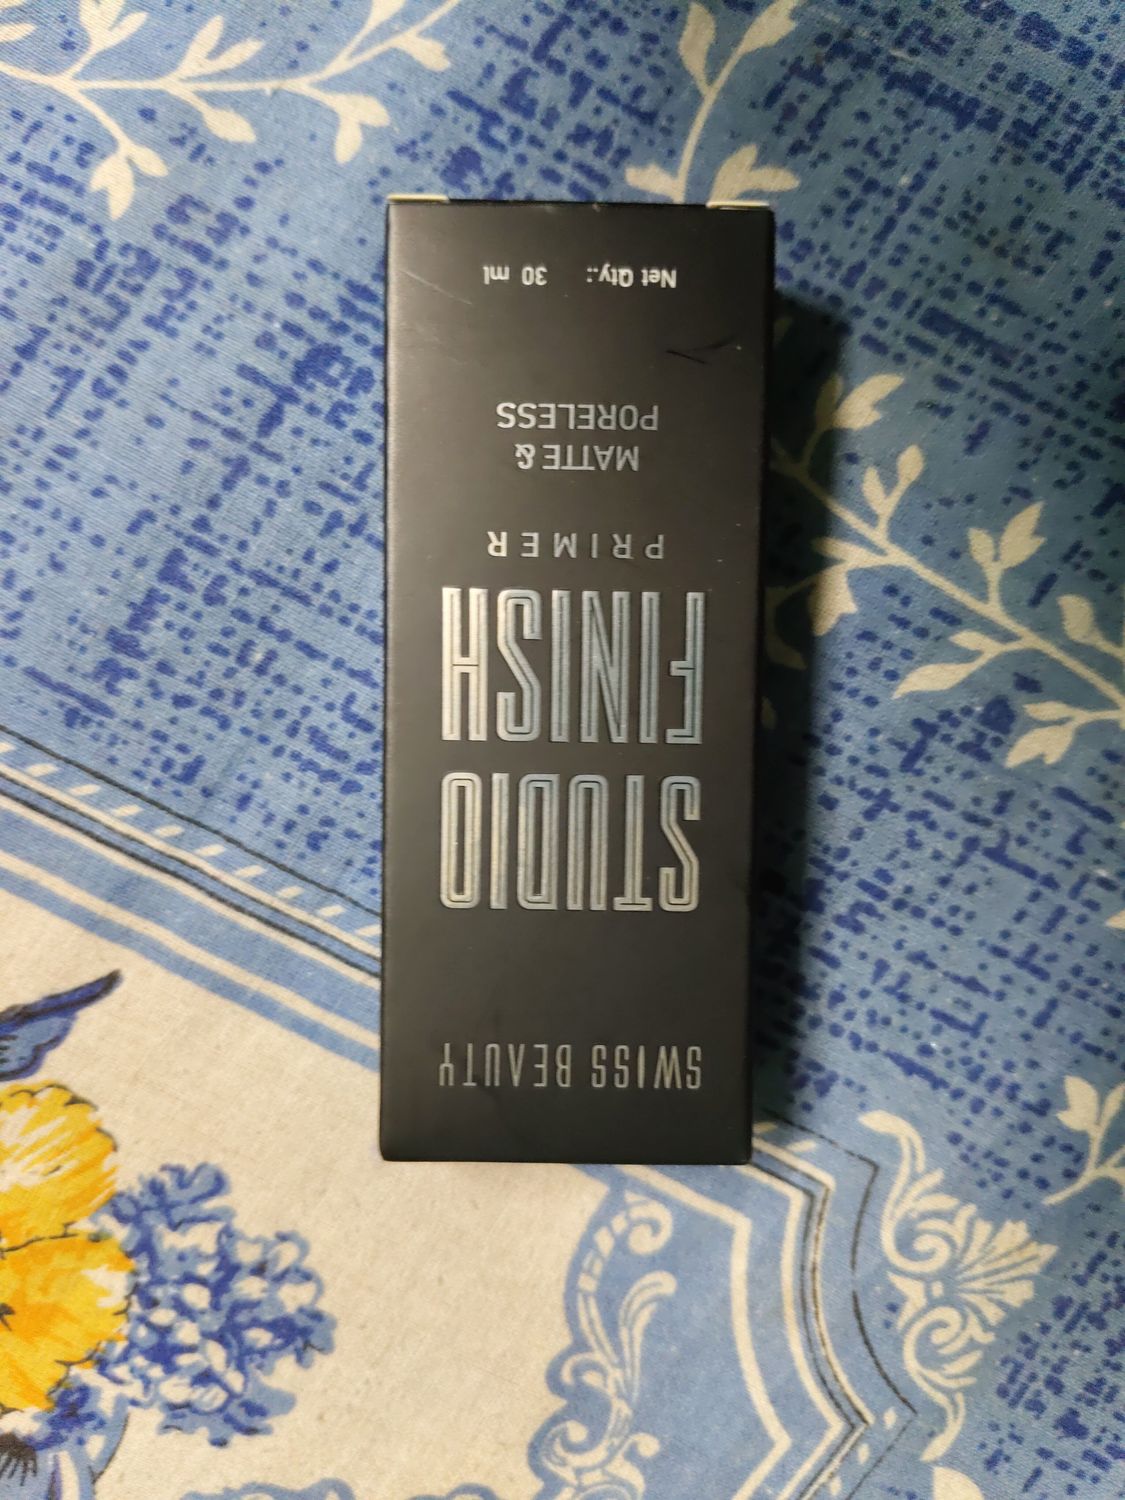 SWISS BEAUTY
STUDIO
FINISH
PRIMER
MATTE &
PORELESS
Net Qty.: 30 ml